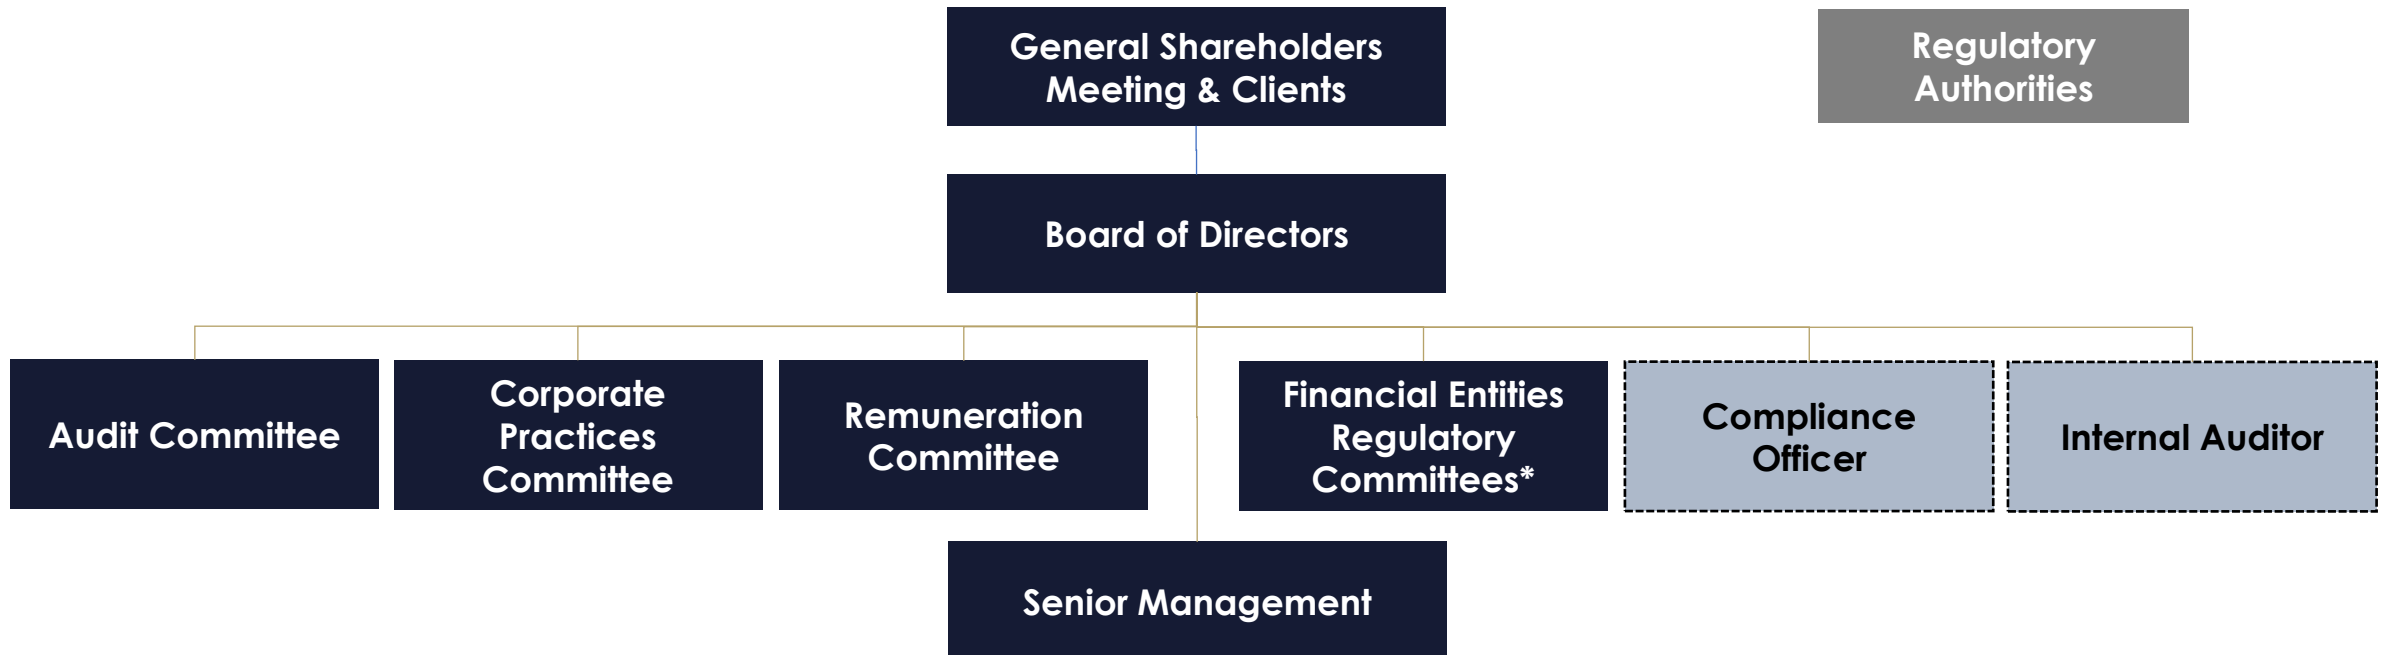 General Shareholders
Meeting & Clients
Regulatory
Authorities
Board of Directors
Audit Committee
Corporate
Practices
Committee
Remuneration
Committee
Financial Entities
Regulatory
Committees*
Compliance
Officer
Internal Auditor
Senior Management